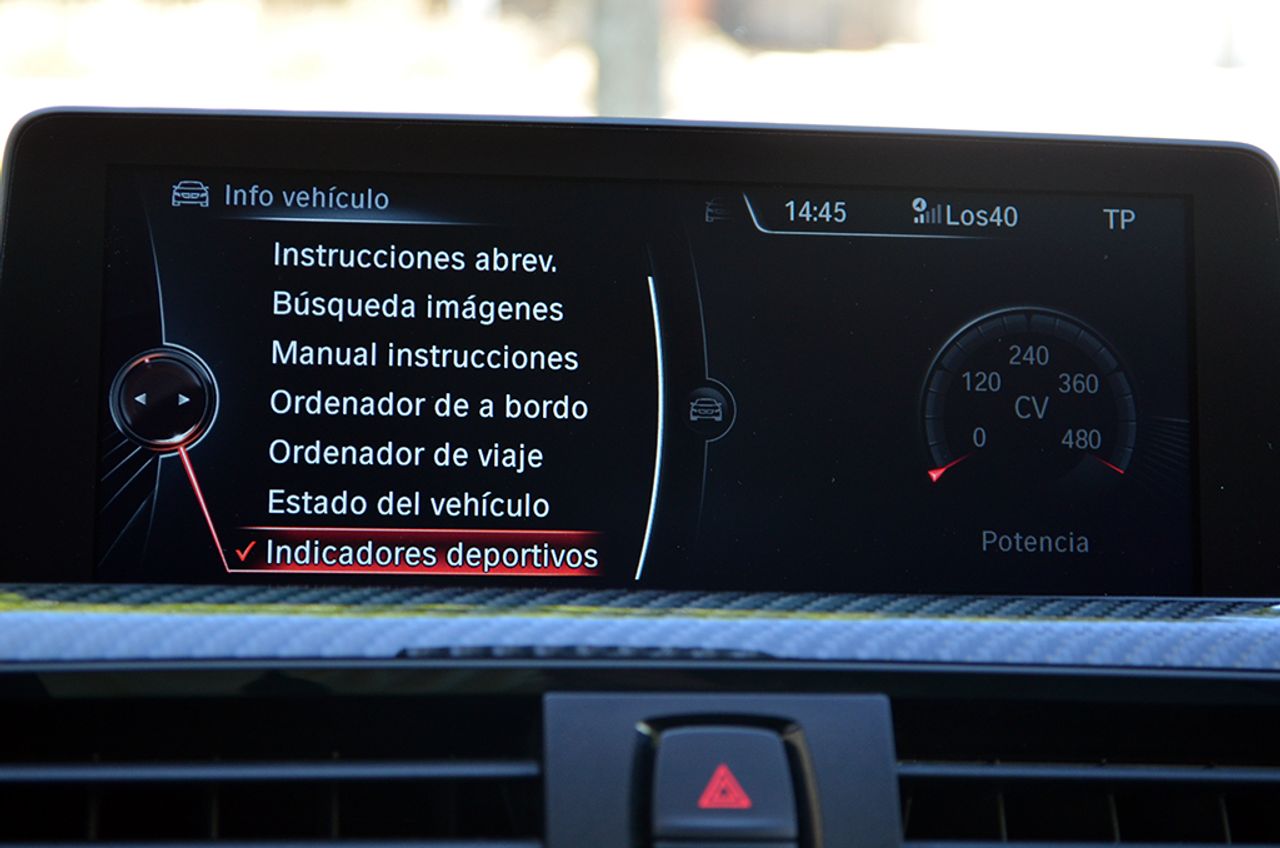 Info vehículo
14:45
Los40
TP
Instrucciones abrev.
Búsqueda imágenes
Manual instrucciones
Ordenador de a bordo
Ordenador de viaje
Estado del vehículo
Indicadores deportivos
240
120
360
CV
0
480
Potencia